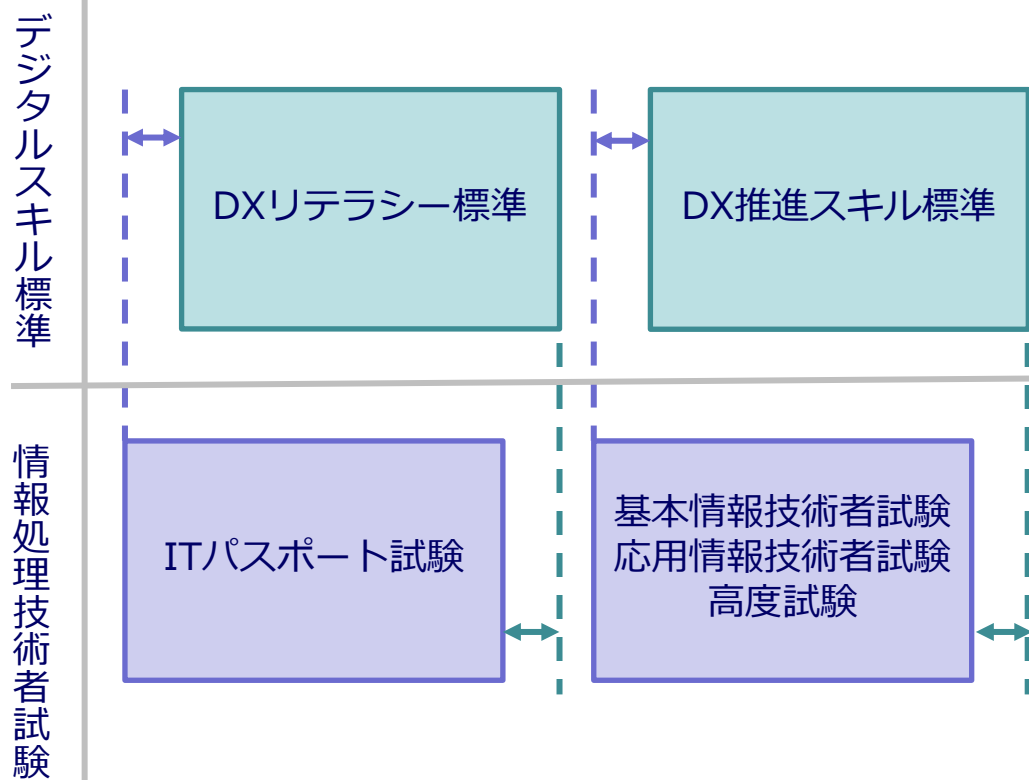 デジタルスキル標準
DXリテラシー標準
DX推進スキル標準
情報処理技術者試験
ITパスポート試験
基本情報技術者試験
応用情報技術者試験
高度試験